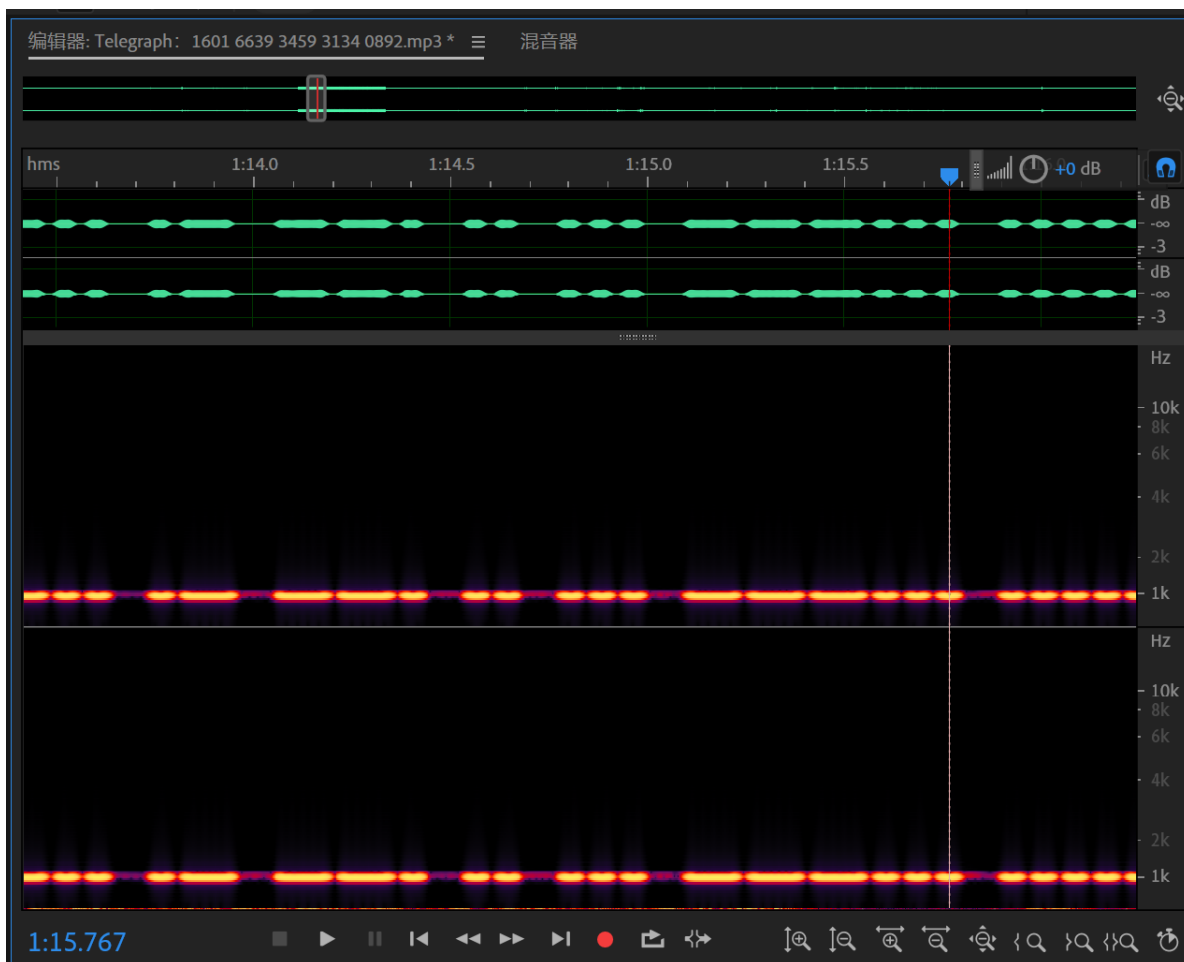 编辑器: Telegraph：1601 6639 3459 3134 0892.mp3 * ☰ 混音器
hms 1:14.0 1:14.5 1:15.0 1:15.5 +0 dB
dB
-∞
-3
dB
-∞
-3
Hz
10k
8k
6k
4k
2k
1k
Hz
10k
8k
6k
4k
2k
1k
1:15.767